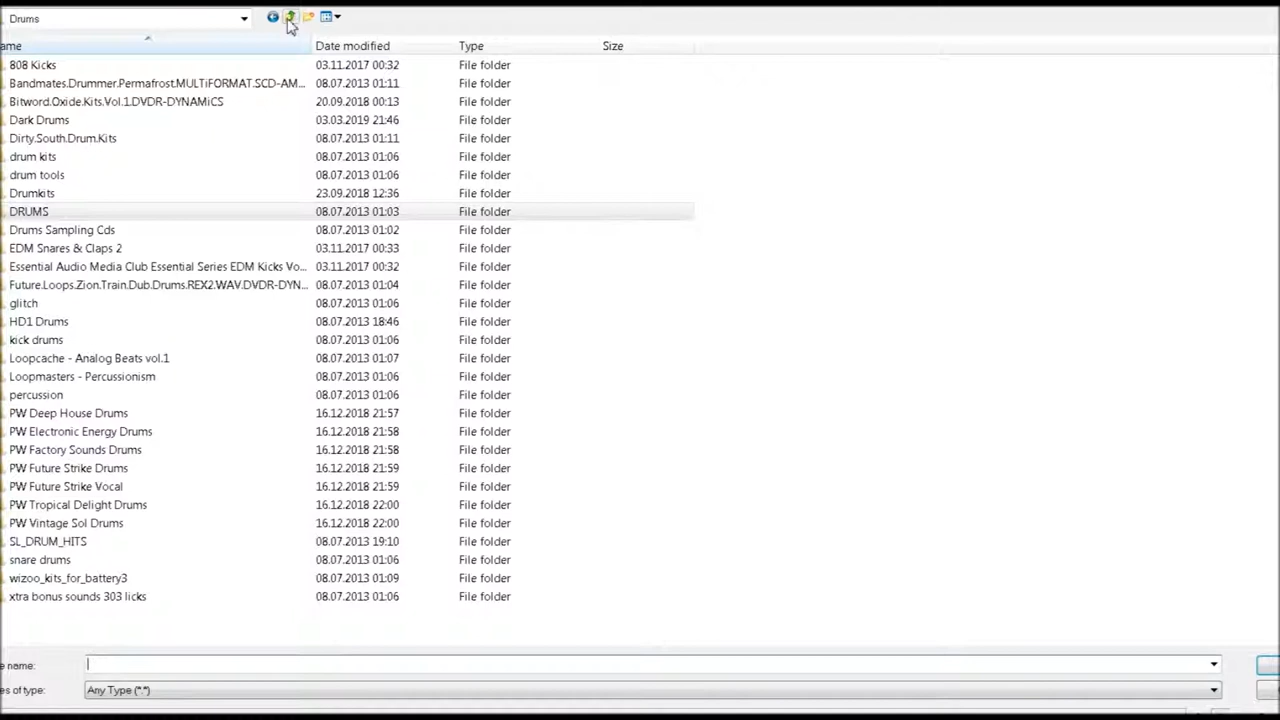 Drums
ame Date modified Type Size
808 Kicks 03.11.2017 00:32 File folder
Bandmates.Drummer.Permafrost.MULTiFORMAT.SCD-AM... 08.07.2013 01:11 File folder
Bitword.Oxide.Kits.Vol.1.DVDR-DYNAMiCS 20.09.2018 00:13 File folder
Dark Drums 03.03.2019 21:46 File folder
Dirty.South.Drum.Kits 08.07.2013 01:11 File folder
drum kits 08.07.2013 01:06 File folder
drum tools 08.07.2013 01:06 File folder
Drumkits 23.09.2018 12:36 File folder
DRUMS 08.07.2013 01:03 File folder
Drums Sampling Cds 08.07.2013 01:02 File folder
EDM Snares & Claps 2 03.11.2017 00:33 File folder
Essential Audio Media Club Essential Series EDM Kicks Vo... 03.11.2017 00:32 File folder
Future.Loops.Zion.Train.Dub.Drums.REX2.WAV.DVDR-DYN... 08.07.2013 01:04 File folder
glitch 08.07.2013 01:06 File folder
HD1 Drums 08.07.2013 18:46 File folder
kick drums 08.07.2013 01:06 File folder
Loopcache - Analog Beats vol.1 08.07.2013 01:07 File folder
Loopmasters - Percussionism 08.07.2013 01:06 File folder
percussion 08.07.2013 01:06 File folder
PW Deep House Drums 16.12.2018 21:57 File folder
PW Electronic Energy Drums 16.12.2018 21:58 File folder
PW Factory Sounds Drums 16.12.2018 21:58 File folder
PW Future Strike Drums 16.12.2018 21:59 File folder
PW Future Strike Vocal 16.12.2018 21:59 File folder
PW Tropical Delight Drums 16.12.2018 22:00 File folder
PW Vintage Sol Drums 16.12.2018 22:00 File folder
SL_DRUM_HITS 08.07.2013 19:10 File folder
snare drums 08.07.2013 01:06 File folder
wizoo_kits_for_battery3 08.07.2013 01:09 File folder
xtra bonus sounds 303 licks 08.07.2013 01:06 File folder
e name:
es of type: Any Type (*.*)